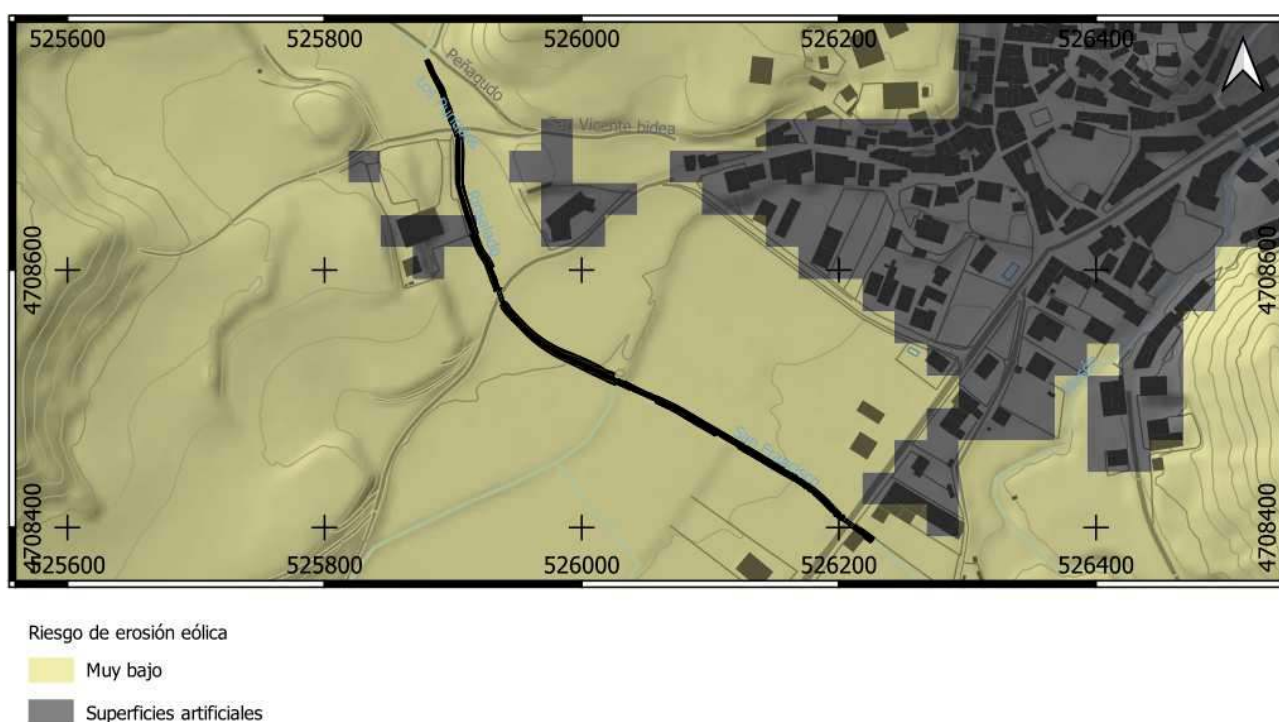 525600 525800 526000 526200 526400
Peñagudo
Vicente bidea
4708600 4708600
4708400 4708400
525600 525800 526000 526200 526400
Riesgo de erosión eólica
Muy bajo
Superficies artificiales